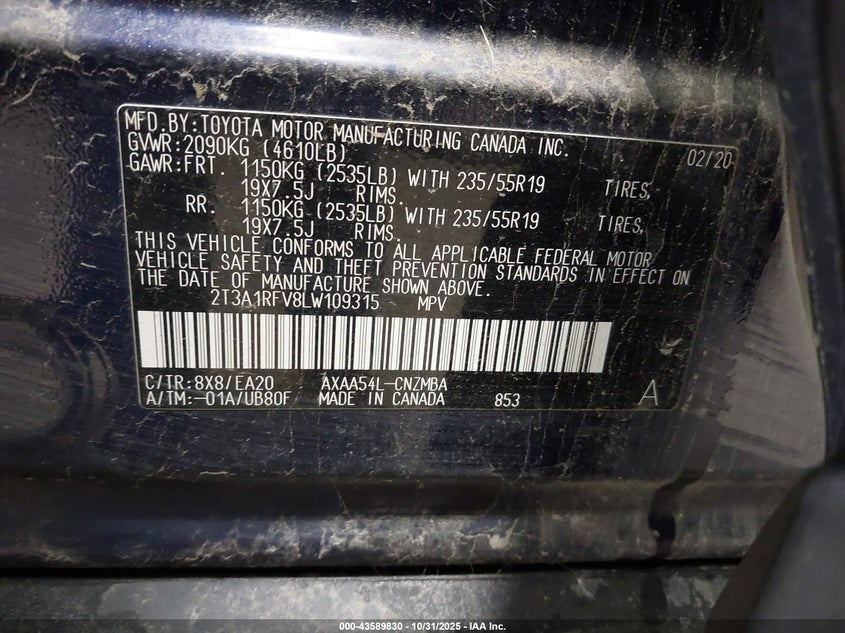 MFD.BY:TOYOTA MOTOR MANUFACTURING CANADA INC. 02/20
GVWR:2090KG (4610LB)
GAWR:FRT. 1150KG (2535LB) WITH 235/55R19 TIRES,
19X7.5J RIMS.
RR. 1150KG (2535LB) WITH 235/55R19 TIRES,
19X7.5J RIMS.
THIS VEHICLE CONFORMS TO ALL APPLICABLE FEDERAL MOTOR
VEHICLE SAFETY AND THEFT PREVENTION STANDARDS IN EFFECT ON
THE DATE OF MANUFACTURE SHOWN ABOVE.
2T3A1RFV8LW109315 MPV
C/TR:8X8/EA20 AXAA54L-CNZMBA
A/TM:-01A/UB80F MADE IN CANADA 853 A
000-43589830 - 10/31/2025 - IAA Inc.